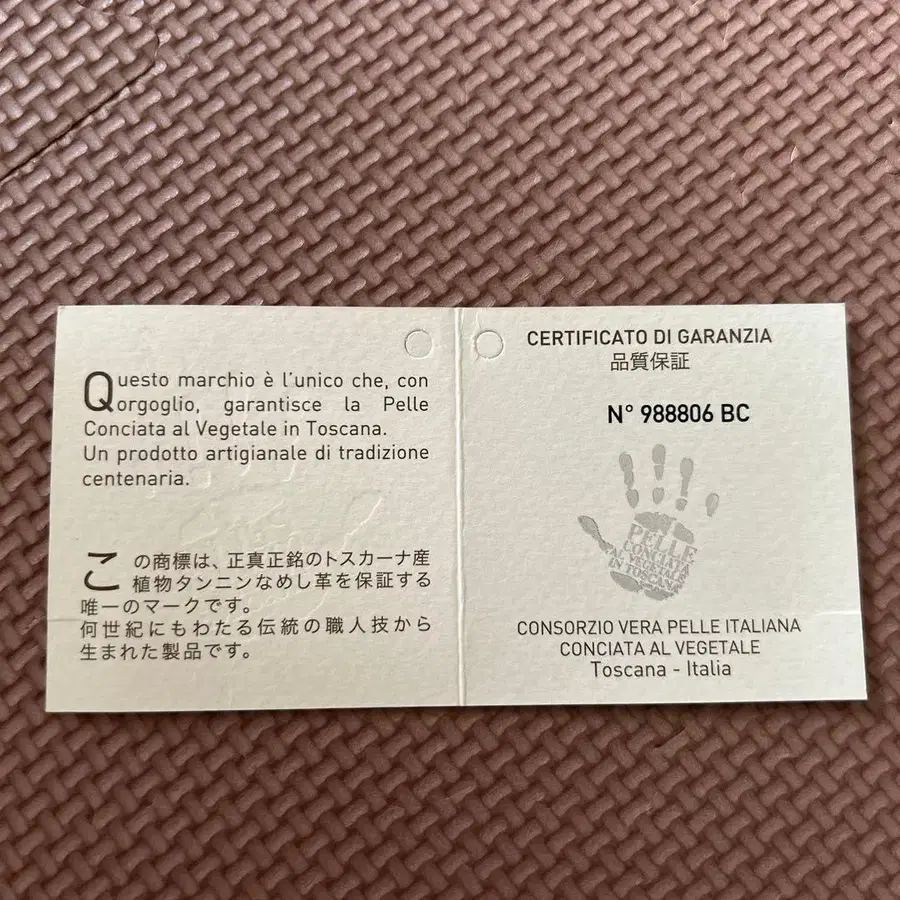 Questo marchio è l'unico che, con
orgoglio, garantisce la Pelle
Conciata al Vegetale in Toscana.
Un prodotto artigianale di tradizione
centenaria.
この商標は、正真正銘のトスカーナ産
植物タンニンなめし革を保証する
唯一のマークです。
何世紀にもわたる伝統の職人技から
生まれた製品です。
CERTIFICATO DI GARANZIA
品質保証
N° 988806 BC
PELLE
CONCIATA
AL VEGETALE
IN TOSCANA
CONSORZIO VERA PELLE ITALIANA
CONCIATA AL VEGETALE
Toscana - Italia